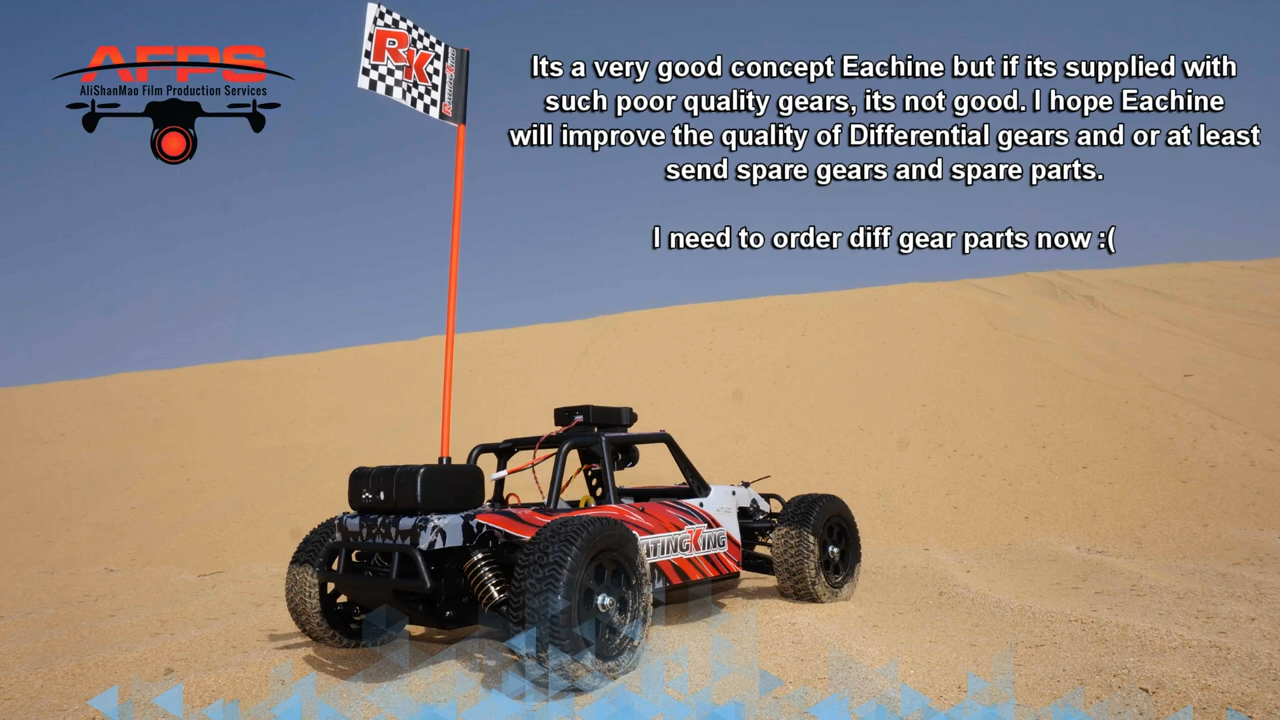 AFPS
AliShanMao Film Production Services
RK
Its a very good concept Eachine but if its supplied with
such poor quality gears, its not good. I hope Eachine
will improve the quality of Differential gears and or at least
send spare gears and spare parts.
I need to order diff gear parts now :(
ATINGKING